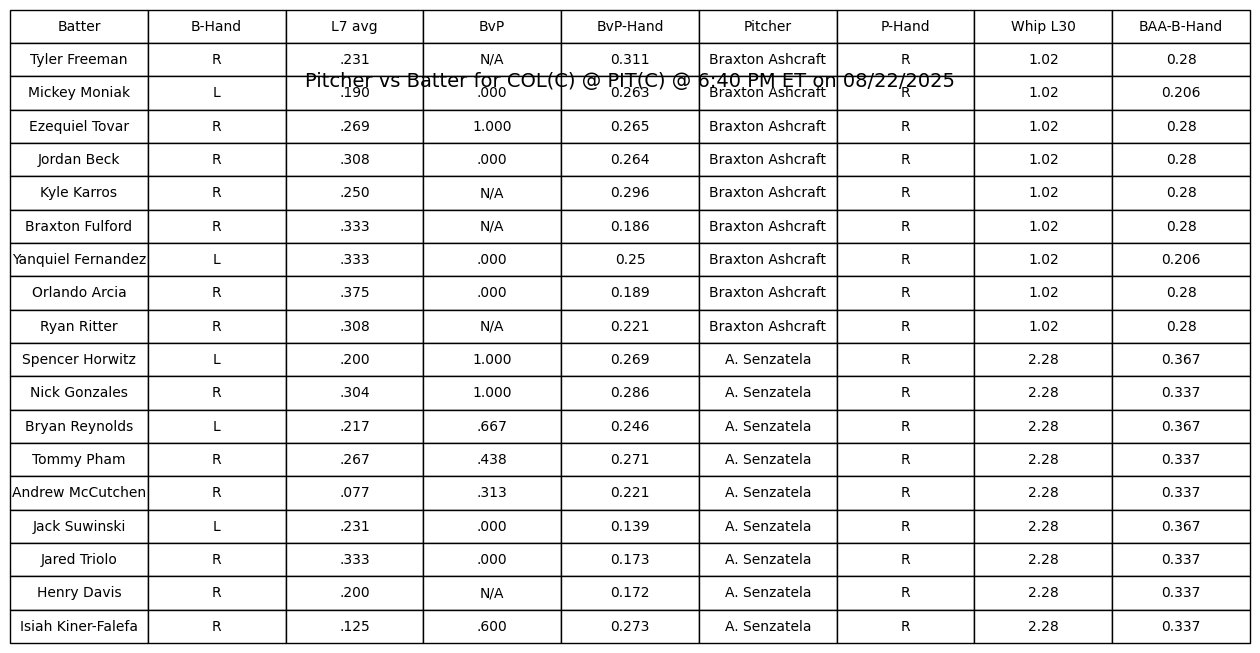 Batter B-Hand L7 avg BvP BvP-Hand Pitcher P-Hand Whip L30 BAA-B-Hand
Tyler Freeman R .231 N/A 0.311 Braxton Ashcraft R 1.02 0.28
Pitcher vs Batter for COL(C) @ PIT(C) @ 6:40 PM ET on 08/22/2025
Mickey Moniak L .190 .000 0.263 Braxton Ashcraft R 1.02 0.206
Ezequiel Tovar R .269 1.000 0.265 Braxton Ashcraft R 1.02 0.28
Jordan Beck R .308 .000 0.264 Braxton Ashcraft R 1.02 0.28
Kyle Karros R .250 N/A 0.296 Braxton Ashcraft R 1.02 0.28
Braxton Fulford R .333 N/A 0.186 Braxton Ashcraft R 1.02 0.28
Yanquiel Fernandez L .333 .000 0.25 Braxton Ashcraft R 1.02 0.206
Orlando Arcia R .375 .000 0.189 Braxton Ashcraft R 1.02 0.28
Ryan Ritter R .308 N/A 0.221 Braxton Ashcraft R 1.02 0.28
Spencer Horwitz L .200 1.000 0.269 A. Senzatela R 2.28 0.367
Nick Gonzales R .304 1.000 0.286 A. Senzatela R 2.28 0.337
Bryan Reynolds L .217 .667 0.246 A. Senzatela R 2.28 0.367
Tommy Pham R .267 .438 0.271 A. Senzatela R 2.28 0.337
Andrew McCutchen R .077 .313 0.221 A. Senzatela R 2.28 0.337
Jack Suwinski L .231 .000 0.139 A. Senzatela R 2.28 0.367
Jared Triolo R .333 .000 0.173 A. Senzatela R 2.28 0.337
Henry Davis R .200 N/A 0.172 A. Senzatela R 2.28 0.337
Isiah Kiner-Falefa R .125 .600 0.273 A. Senzatela R 2.28 0.337